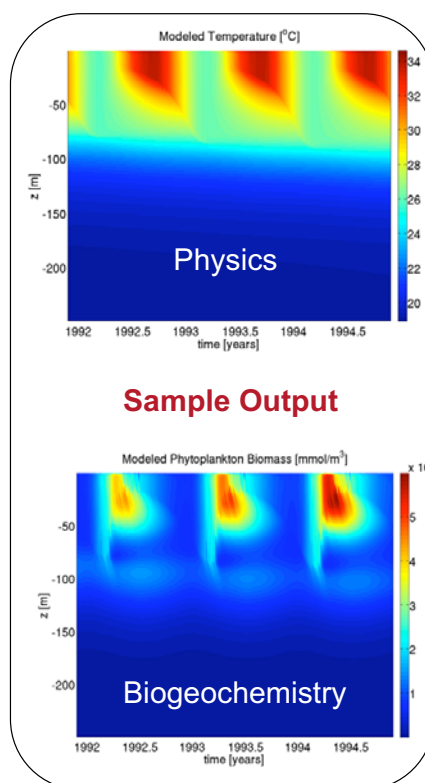 Modeled Temperature [°C]
34
32
30
28
26
24
22
20
-50
-100
-150
-200
z [m]
Physics
1992 1992.5 1993 1993.5 1994 1994.5
time [years]
Sample Output
Modeled Phytoplankton Biomass [mmol/m³]
x 10
5
4
3
2
1
-50
-100
-150
-200
z [m]
Biogeochemistry
1992 1992.5 1993 1993.5 1994 1994.5
time [years]